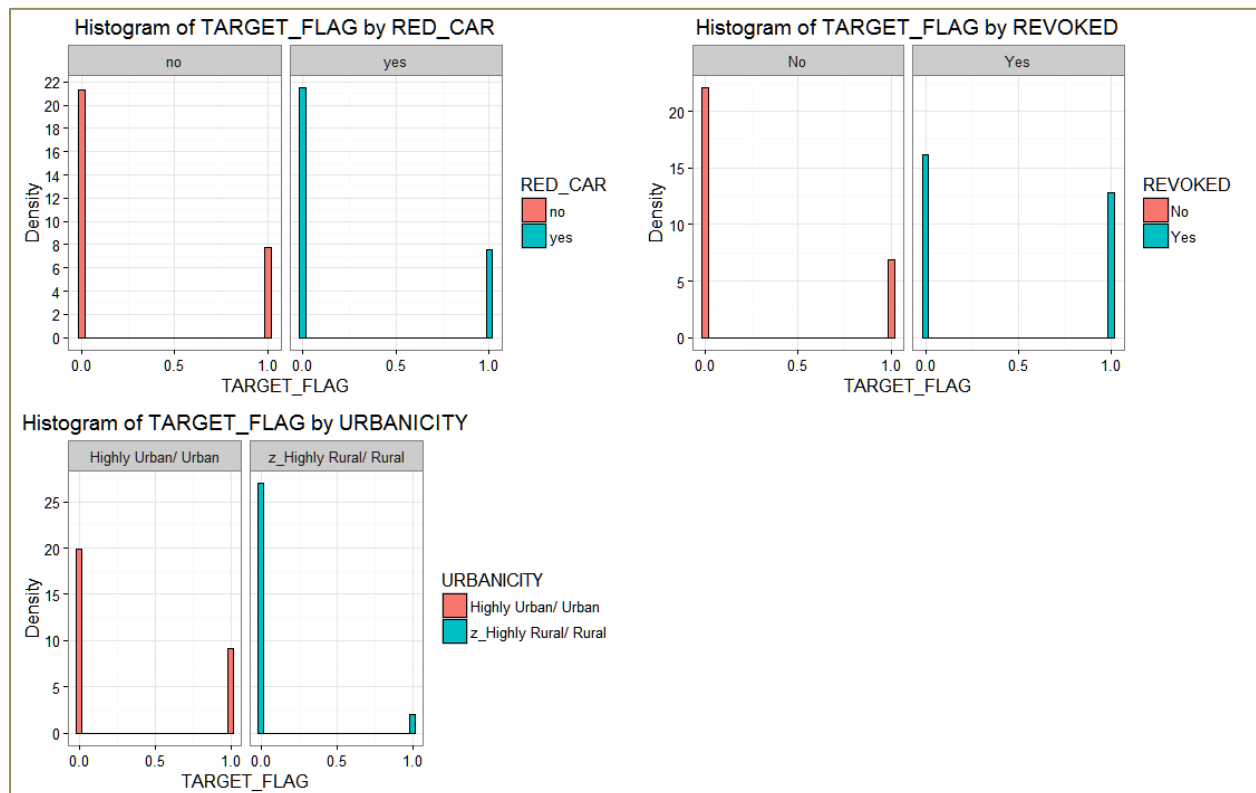 Histogram of TARGET_FLAG by RED_CAR
no yes
22
20
18
16
14
12
10
8
6
4
2
0
Density
0.0 0.5 1.0 0.0 0.5 1.0
TARGET_FLAG
RED_CAR
no
yes
Histogram of TARGET_FLAG by REVOKED
No Yes
20
15
10
5
0
Density
0.0 0.5 1.0 0.0 0.5 1.0
TARGET_FLAG
REVOKED
No
Yes
Histogram of TARGET_FLAG by URBANICITY
Highly Urban/ Urban z_Highly Rural/ Rural
25
20
15
10
5
0
Density
0.0 0.5 1.0 0.0 0.5 1.0
TARGET_FLAG
URBANICITY
Highly Urban/ Urban
z_Highly Rural/ Rural